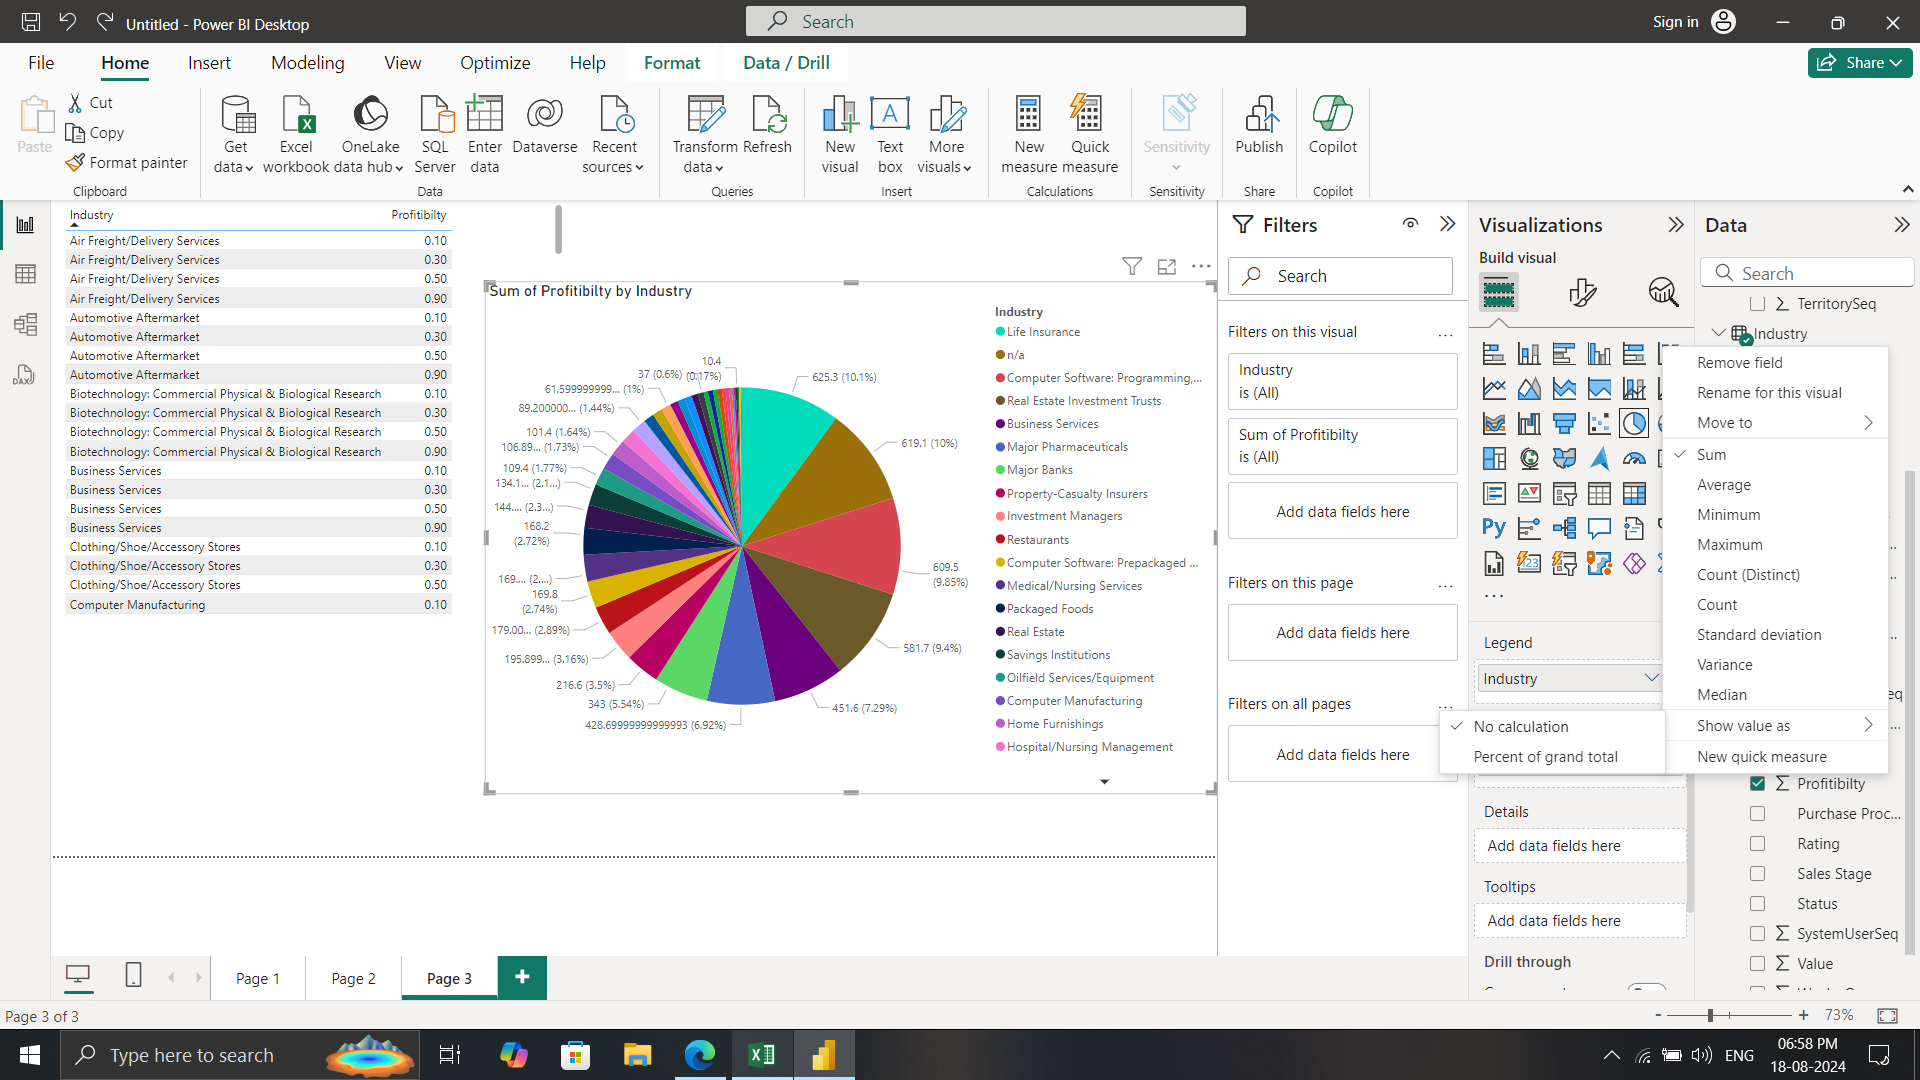 Untitled - Power BI Desktop
Search
Sign in
File
Home
Insert
Modeling
View
Optimize
Help
Format
Data / Drill
Share
Paste
Cut
Copy
Format painter
Clipboard
Get data
Excel workbook
OneLake data hub
SQL Server
Enter data
Dataverse
Recent sources
Data
Transform data
Refresh
Queries
New visual
Text box
More visuals
Insert
New measure
Quick measure
Calculations
Sensitivity
Sensitivity
Publish
Share
Copilot
Copilot
Industry Profitibilty
Air Freight/Delivery Services 0.10
Air Freight/Delivery Services 0.30
Air Freight/Delivery Services 0.50
Air Freight/Delivery Services 0.90
Automotive Aftermarket 0.10
Automotive Aftermarket 0.30
Automotive Aftermarket 0.50
Automotive Aftermarket 0.90
Biotechnology: Commercial Physical & Biological Research 0.10
Biotechnology: Commercial Physical & Biological Research 0.30
Biotechnology: Commercial Physical & Biological Research 0.50
Biotechnology: Commercial Physical & Biological Research 0.90
Business Services 0.10
Business Services 0.30
Business Services 0.50
Business Services 0.90
Clothing/Shoe/Accessory Stores 0.10
Clothing/Shoe/Accessory Stores 0.30
Clothing/Shoe/Accessory Stores 0.50
Computer Manufacturing 0.10
Sum of Profitibilty by Industry
10.4
(0.17%)
37 (0.6%)
61.599999999... (1%)
89.200000... (1.44%)
101.4 (1.64%)
106.89... (1.73%)
109.4 (1.77%)
134.1... (2.1...)
144.... (2.3...)
168.2
(2.72%)
169.... (2....)
169.8
(2.74%)
179.00... (2.89%)
195.899... (3.16%)
216.6 (3.5%)
343 (5.54%)
428.69999999999993 (6.92%)
451.6 (7.29%)
581.7 (9.4%)
609.5
(9.85%)
619.1 (10%)
625.3 (10.1%)
Industry
Life Insurance
n/a
Computer Software: Programming,...
Real Estate Investment Trusts
Business Services
Major Pharmaceuticals
Major Banks
Property-Casualty Insurers
Investment Managers
Restaurants
Computer Software: Prepackaged ...
Medical/Nursing Services
Packaged Foods
Real Estate
Savings Institutions
Oilfield Services/Equipment
Computer Manufacturing
Home Furnishings
Hospital/Nursing Management
Filters
Search
Filters on this visual
Industry
is (All)
Sum of Profitibilty
is (All)
Add data fields here
Filters on this page
Add data fields here
Filters on all pages
Add data fields here
Visualizations
Build visual
Py
Legend
Industry
Details
Add data fields here
Tooltips
Add data fields here
Drill through
Remove field
Rename for this visual
Move to
Sum
Average
Minimum
Maximum
Count (Distinct)
Count
Standard deviation
Variance
Median
Show value as
New quick measure
No calculation
Percent of grand total
Data
Search
TerritorySeq
Industry
Profitibilty
Purchase Proc...
Rating
Sales Stage
Status
SystemUserSeq
Value
Page 1
Page 2
Page 3
Page 3 of 3
73%
Type here to search
ENG
06:58 PM
18-08-2024